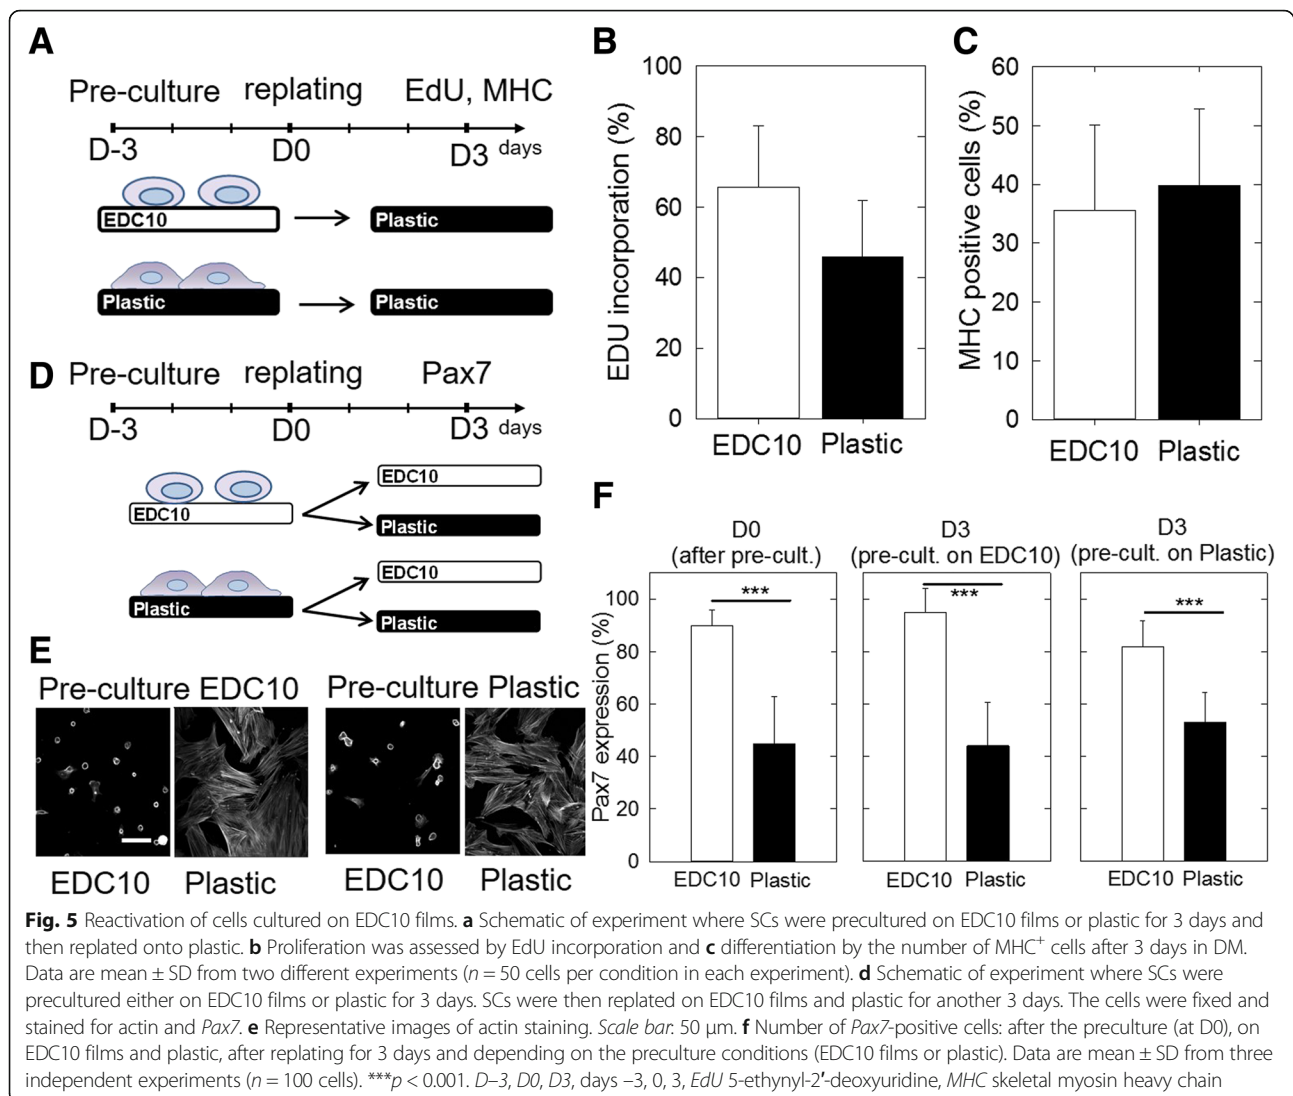 A
Pre-culture replating EdU, MHC
D-3 D0 D3 days
EDC10 Plastic
Plastic Plastic
B
EDU incorporation (%)
100
80
60
40
20
0
EDC10 Plastic
C
MHC positive cells (%)
60
50
40
30
20
10
0
EDC10 Plastic
D
Pre-culture replating Pax7
D-3 D0 D3 days
EDC10
EDC10
Plastic
EDC10
Plastic
Plastic
E
Pre-culture EDC10 Pre-culture Plastic
EDC10 Plastic EDC10 Plastic
F
Pax7 expression (%)
100
80
60
40
20
0
D0
(after pre-cult.)
***
EDC10 Plastic
D3
(pre-cult. on EDC10)
***
EDC10 Plastic
D3
(pre-cult. on Plastic)
***
EDC10 Plastic
Fig. 5 Reactivation of cells cultured on EDC10 films. a Schematic of experiment where SCs were precultured on EDC10 films or plastic for 3 days and
then replated onto plastic. b Proliferation was assessed by EdU incorporation and c differentiation by the number of MHC⁺ cells after 3 days in DM.
Data are mean ± SD from two different experiments (n = 50 cells per condition in each experiment). d Schematic of experiment where SCs were
precultured either on EDC10 films or plastic for 3 days. SCs were then replated on EDC10 films and plastic for another 3 days. The cells were fixed and
stained for actin and Pax7. e Representative images of actin staining. Scale bar: 50 μm. f Number of Pax7-positive cells: after the preculture (at D0), on
EDC10 films and plastic, after replating for 3 days and depending on the preculture conditions (EDC10 films or plastic). Data are mean ± SD from three
independent experiments (n = 100 cells). ***p < 0.001. D–3, D0, D3, days –3, 0, 3, EdU 5-ethynyl-2′-deoxyuridine, MHC skeletal myosin heavy chain